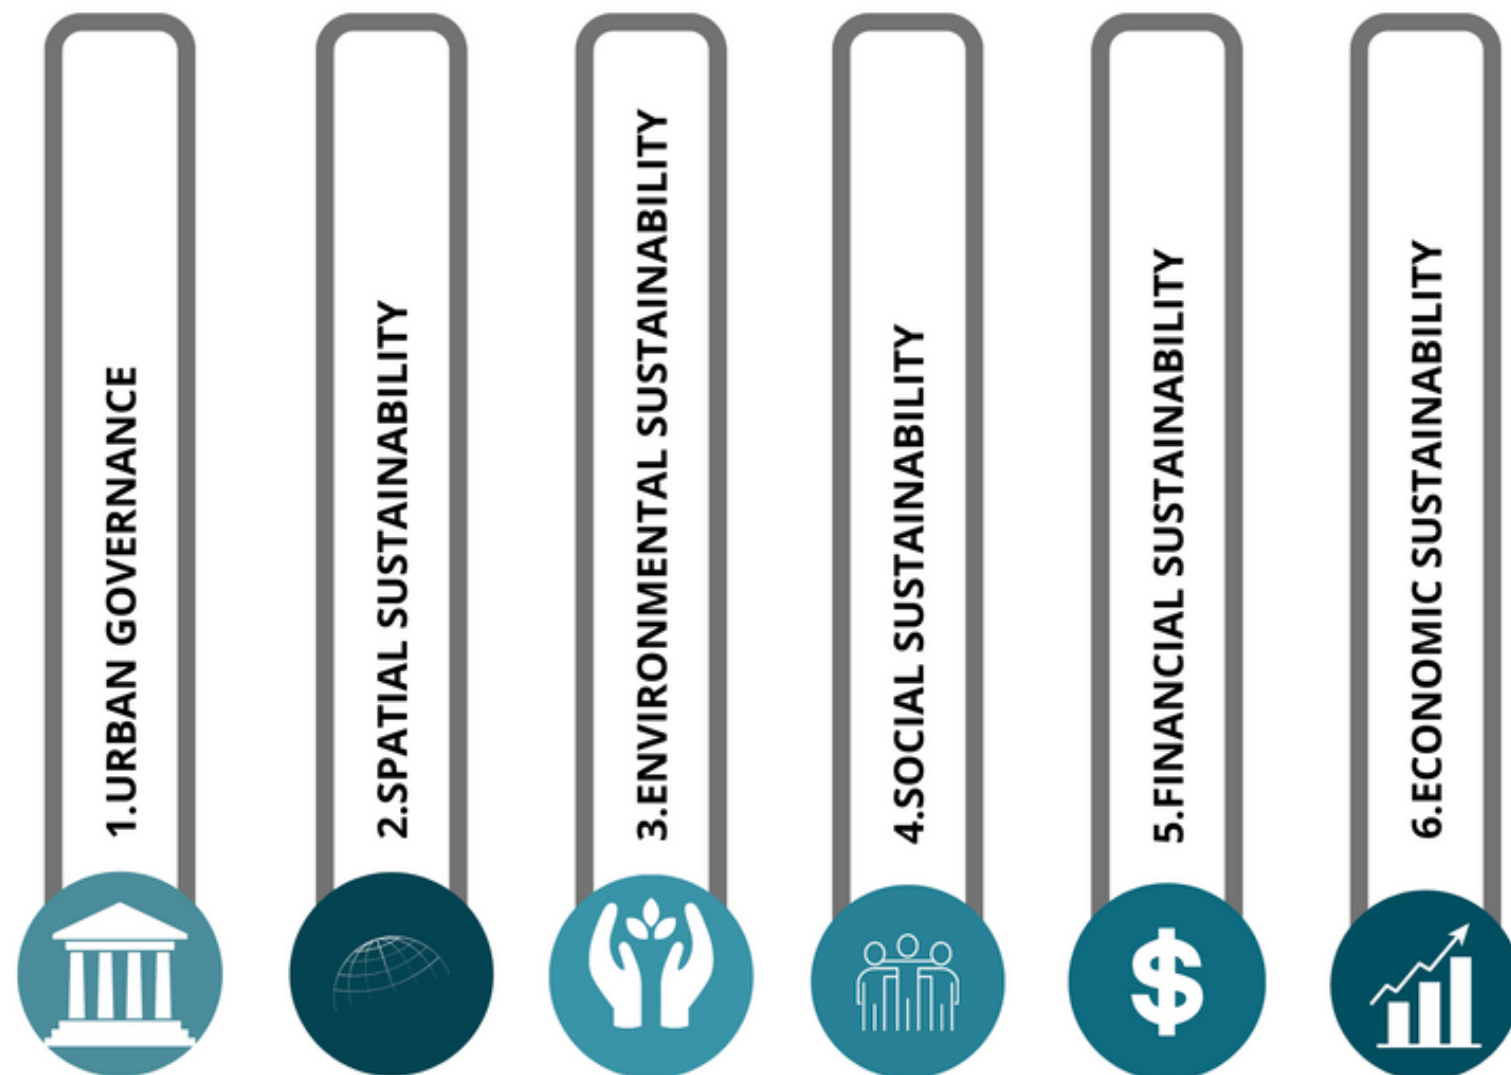 1.URBAN GOVERNANCE
2.SPATIAL SUSTAINABILITY
3.ENVIRONMENTAL SUSTAINABILITY
4.SOCIAL SUSTAINABILITY
5.FINANCIAL SUSTAINABILITY
6.ECONOMIC SUSTAINABILITY
$